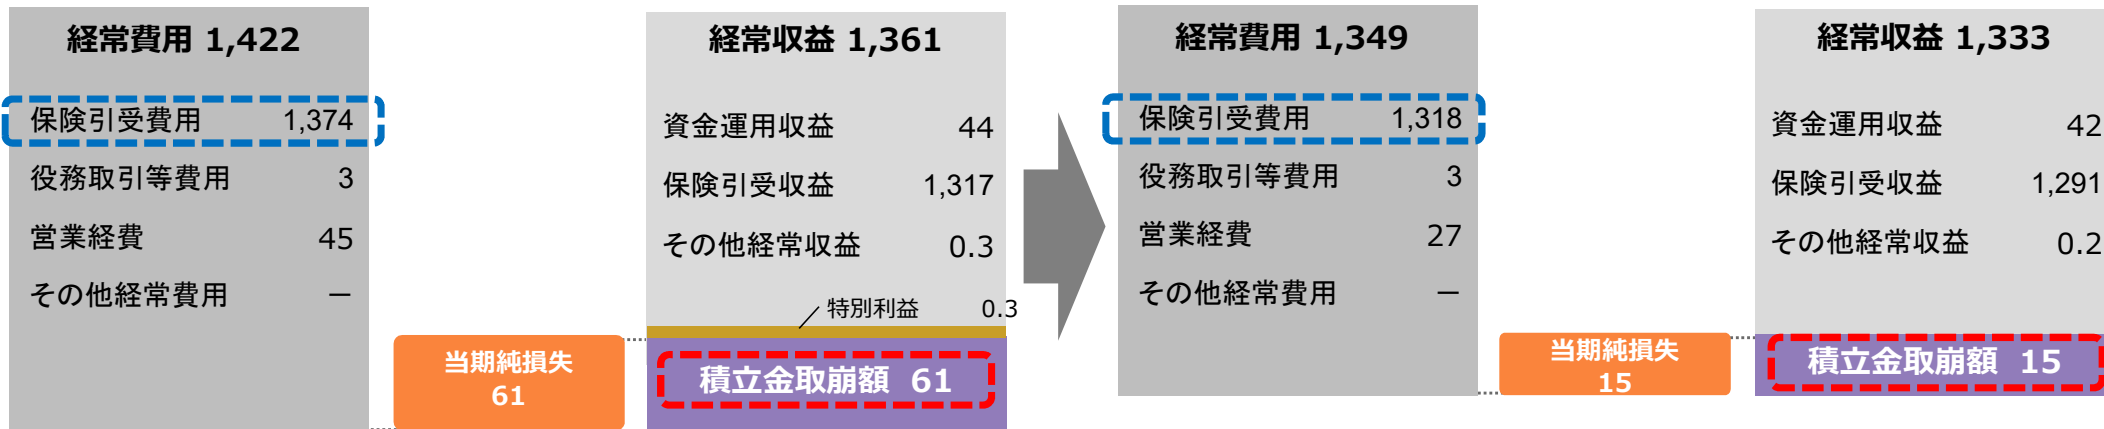 経常費用 1,422
保険引受費用 1,374
役務取引等費用 3
営業経費 45
その他経常費用 －
当期純損失
61
経常収益 1,361
資金運用収益 44
保険引受収益 1,317
その他経常収益 0.3
特別利益 0.3
積立金取崩額 61
経常費用 1,349
保険引受費用 1,318
役務取引等費用 3
営業経費 27
その他経常費用 －
当期純損失
15
経常収益 1,333
資金運用収益 42
保険引受収益 1,291
その他経常収益 0.2
積立金取崩額 15